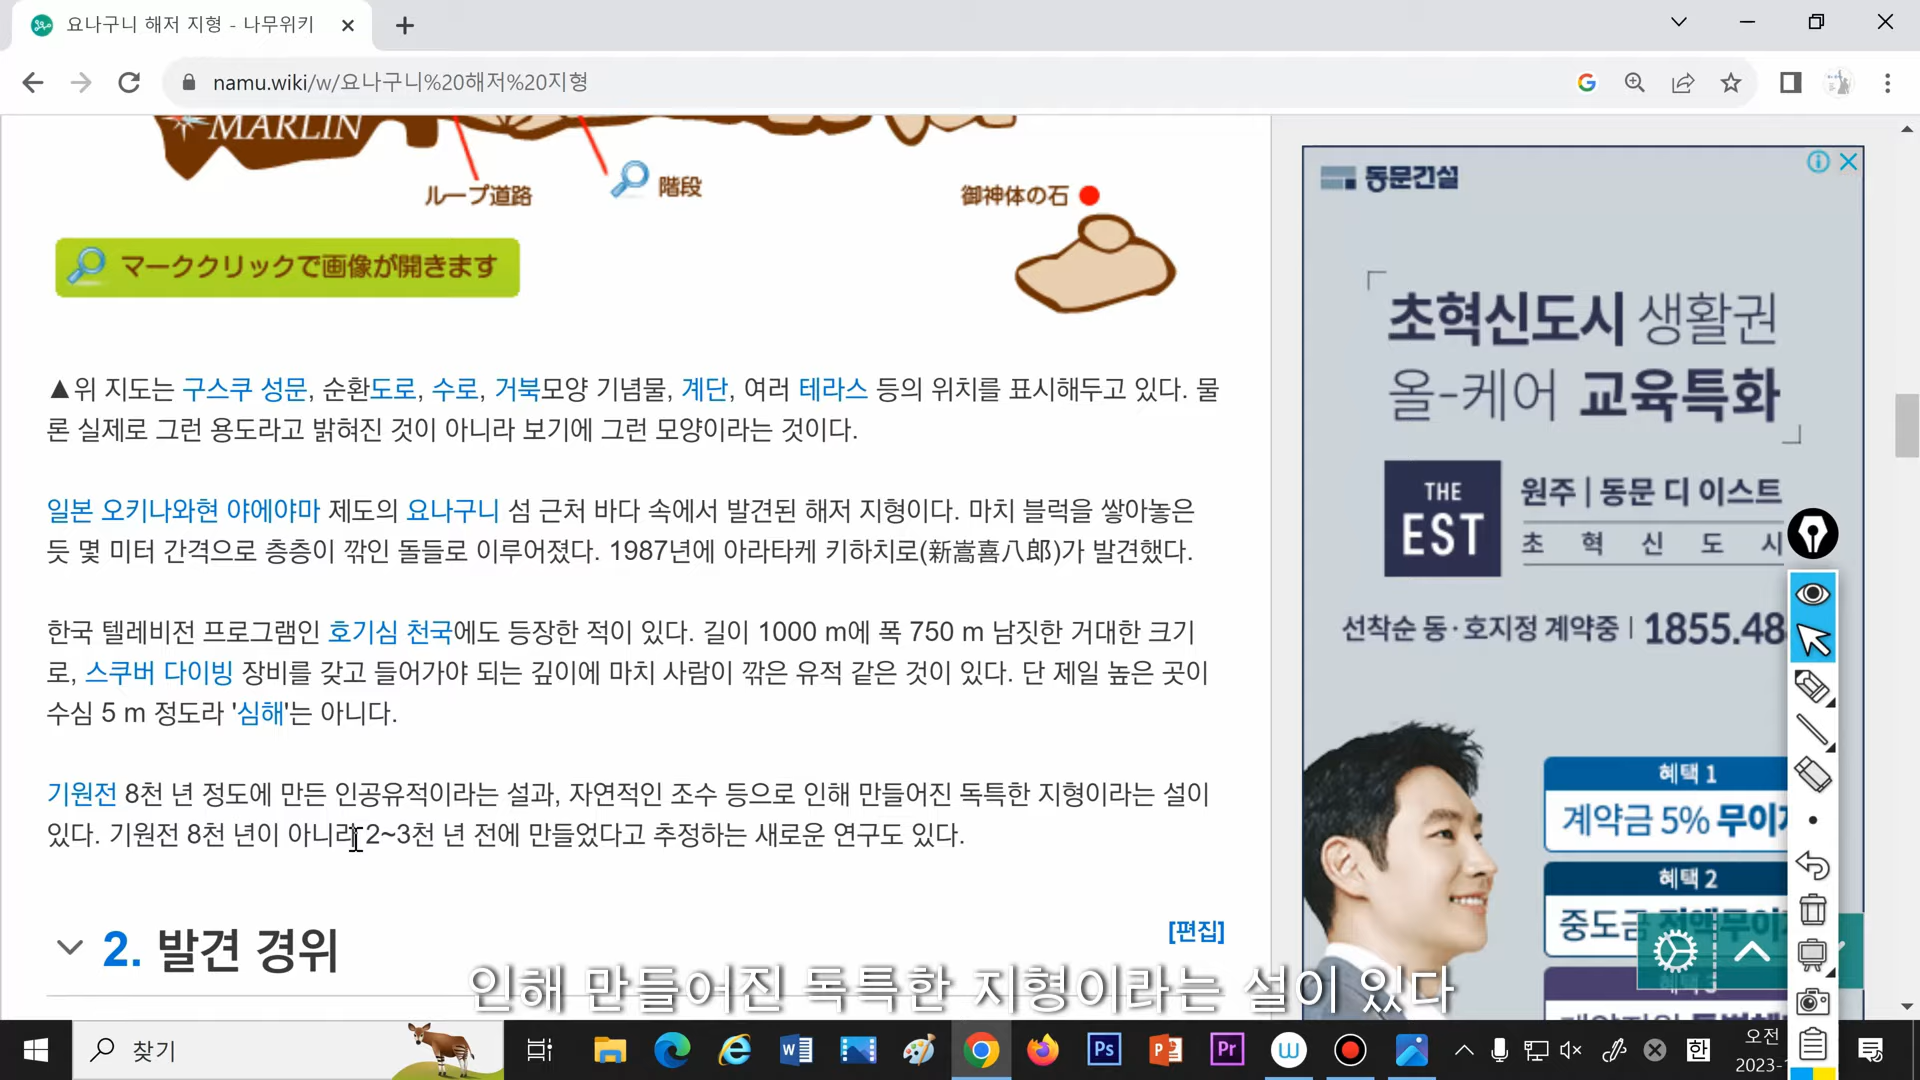 요나구니 해저 지형 - 나무위키
namu.wiki/w/요나구니%20해저%20지형
MARLIN
ループ道路
階段
御神体の石
マーククリックで画像が開きます
▲위 지도는 구스쿠 성문, 순환도로, 수로, 거북모양 기념물, 계단, 여러 테라스 등의 위치를 표시해두고 있다. 물
론 실제로 그런 용도라고 밝혀진 것이 아니라 보기에 그런 모양이라는 것이다.
일본 오키나와현 야에야마 제도의 요나구니 섬 근처 바다 속에서 발견된 해저 지형이다. 마치 블럭을 쌓아놓은
듯 몇 미터 간격으로 층층이 깎인 돌들로 이루어졌다. 1987년에 아라타케 키하치로(新嵩喜八郎)가 발견했다.
한국 텔레비전 프로그램인 호기심 천국에도 등장한 적이 있다. 길이 1000 m에 폭 750 m 남짓한 거대한 크기
로, 스쿠버 다이빙 장비를 갖고 들어가야 되는 깊이에 마치 사람이 깎은 유적 같은 것이 있다. 단 제일 높은 곳이
수심 5 m 정도라 '심해'는 아니다.
기원전 8천 년 정도에 만든 인공유적이라는 설과, 자연적인 조수 등으로 인해 만들어진 독특한 지형이라는 설이
있다. 기원전 8천 년이 아니라 2~3천 년 전에 만들었다고 추정하는 새로운 연구도 있다.
2. 발견 경위
[편집]
인해 만들어진 독특한 지형이라는 설이 있다
동문건설
「초혁신도시 생활권
올-케어 교육특화」
THE
EST
원주 | 동문 디 이스트
초 혁 신 도 시
선착순 동·호지정 계약중 | 1855.48
혜택 1
계약금 5% 무이
혜택 2
중도금 전액무이
찾기
W
Ps
P
Pr
한
오전
2023-